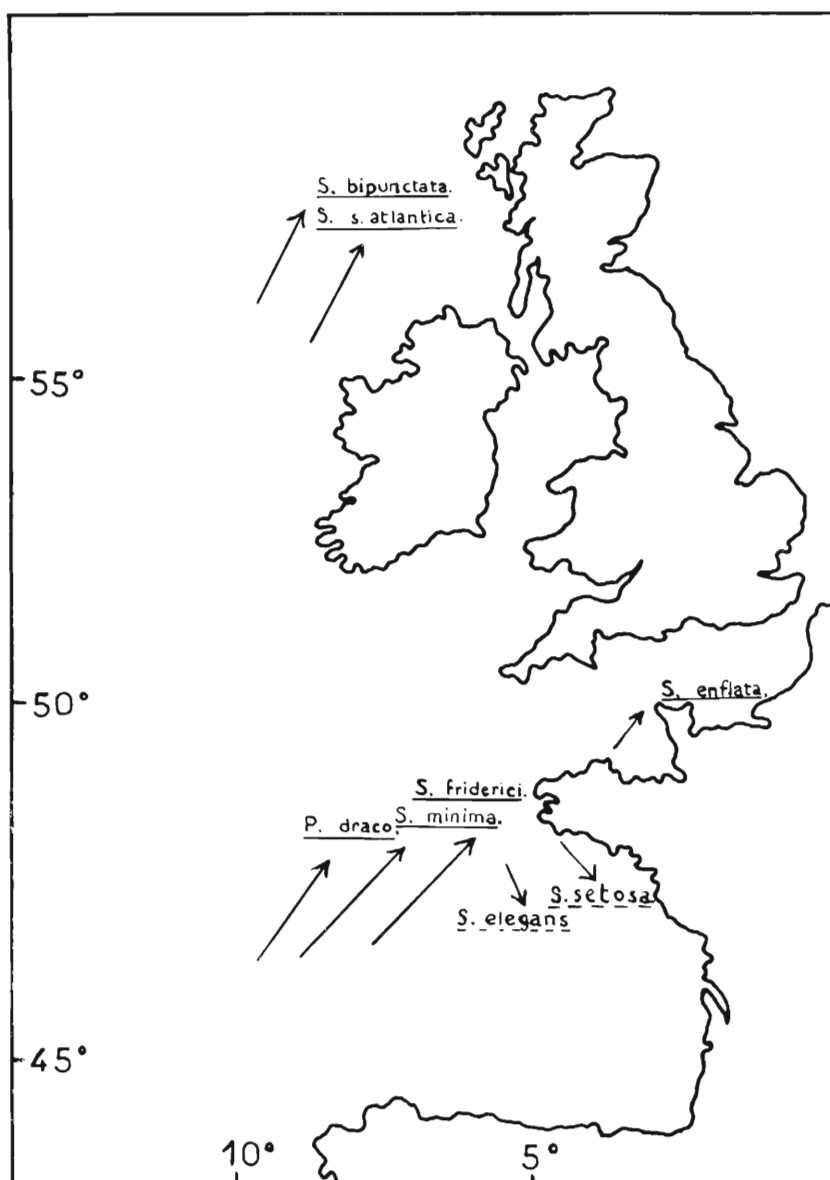 S. bipunctata.
S. s.atlantica.
55°
50°
S. enflata.
S. friderici.
S. minima.
P. draco.
S. setosa
S. elegans
45°
10° 5°